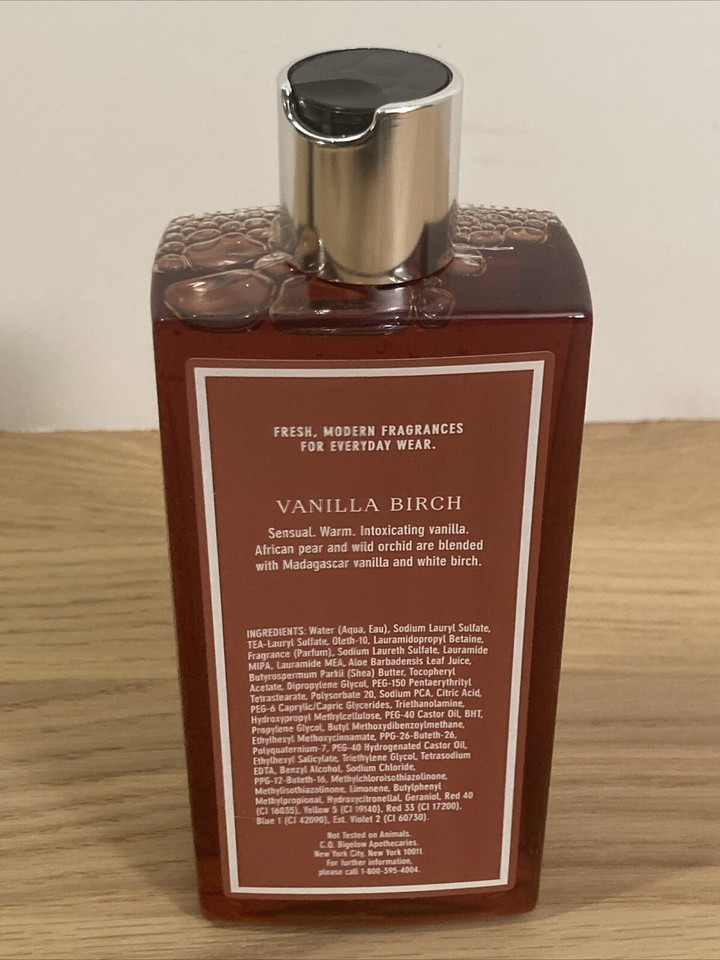 FRESH, MODERN FRAGRANCES
FOR EVERYDAY WEAR.
VANILLA BIRCH
Sensual. Warm. Intoxicating vanilla.
African pear and wild orchid are blended
with Madagascar vanilla and white birch.
INGREDIENTS: Water (Aqua, Eau), Sodium Lauryl Sulfate,
TEA-Lauryl Sulfate, Oleth-10, Lauramidopropyl Betaine,
Fragrance (Parfum), Sodium Laureth Sulfate, Lauramide
MIPA, Lauramide MEA, Aloe Barbadensis Leaf Juice,
Butyrospermum Parkii (Shea) Butter, Tocopheryl
Acetate, Dipropylene Glycol, PEG-150 Pentaerythrityl
Tetrastearate, Polysorbate 20, Sodium PCA, Citric Acid,
PEG-6 Caprylic/Capric Glycerides, Triethanolamine,
Hydroxypropyl Methylcellulose, PEG-40 Castor Oil, BHT,
Propylene Glycol, Butyl Methoxydibenzoylmethane,
Ethylhexyl Methoxycinnamate, PPG-26-Buteth-26,
Polyquaternium-7, PEG-40 Hydrogenated Castor Oil,
Ethylhexyl Salicylate, Triethylene Glycol, Tetrasodium
EDTA, Benzyl Alcohol, Sodium Chloride,
PPG-12-Buteth-16, Methylchloroisothiazolinone,
Methylisothiazolinone, Limonene, Butylphenyl
Methylpropional, Hydroxycitronellal, Geraniol, Red 40
(CI 16035), Yellow 5 (CI 19140), Red 33 (CI 17200),
Blue 1 (CI 42090), Ext. Violet 2 (CI 60730).
Not Tested on Animals.
C.O. Bigelow Apothecaries.
New York City, New York 10011.
For further information,
please call 1-800-395-4004.